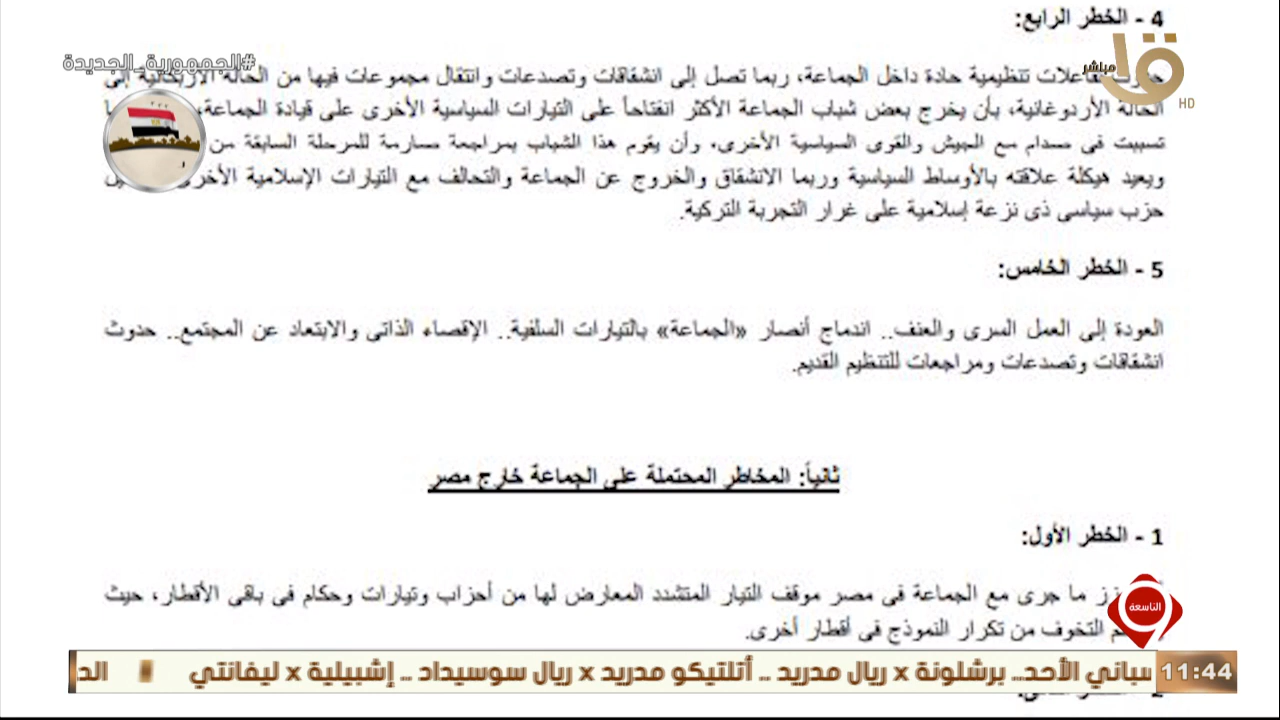 4 - الخطر الرابع:
#الجمهورية_الجديدة
مباشر
HD
تنظيمية حادة داخل الجماعة، ربما تصل إلى انشقاقات وتصدعات وانتقال مجموعات فيها من الحالة الأربكانية إلى
الحالة الأردوغانية، بأن يخرج بعض شباب الجماعة الأكثر انفتاحاً على التيارات السياسية الأخرى على قيادة الجماعة،
تسببت فى صدام مع الجيش والقوى السياسية الأخرى، وأن يقوم هذا الشباب بمراجعة صارمة للمرحلة السابقة من
ويعيد هيكلة علاقته بالأوساط السياسية وربما الانشقاق والخروج عن الجماعة والتحالف مع التيارات الإسلامية الأخرى
حزب سياسى ذى نزعة إسلامية على غرار التجربة التركية.
5 - الخطر الخامس:
العودة إلى العمل السرى والعنف.. اندماج أنصار «الجماعة» بالتيارات السلفية.. الإقصاء الذاتى والابتعاد عن المجتمع.. حدوث
انشقاقات وتصدعات ومراجعات للتنظيم القديم.
ثانياً: المخاطر المحتملة على الجماعة خارج مصر
1 - الخطر الأول:
ما جرى مع الجماعة فى مصر موقف التيار المتشدد المعارض لها من أحزاب وتيارات وحكام فى باقى الأقطار، حيث
التخوف من تكرار النموذج فى أقطار أخرى.
التاسعة
11:44
سباني الأحد.. برشلونة x ريال مدريد .. أتلتيكو مدريد x ريال سوسيداد .. إشبيلية x ليفانتي
الد